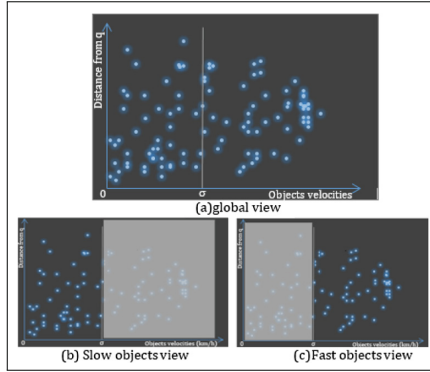 Distance from q
0
σ
Objects velocities
(a)global view
Distance from q
0
σ
Objects velocities (km/h)
(b) Slow objects view
Distance from q
0
σ
Objects velocities (km/h)
(c)Fast objects view